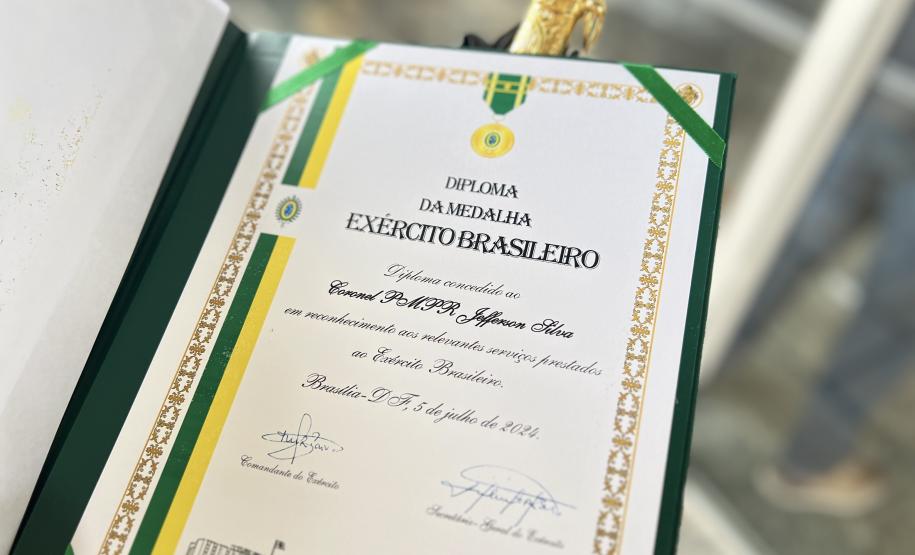 DIPLOMA
DA MEDALHA
EXÉRCITO BRASILEIRO
Diploma concedido ao
Coronel PMPR Jefferson Silva
em reconhecimento aos relevantes serviços prestados
ao Exército Brasileiro.
Brasília-DF, 5 de julho de 2024.
Comandante do Exército
Secretário-Geral do Exército